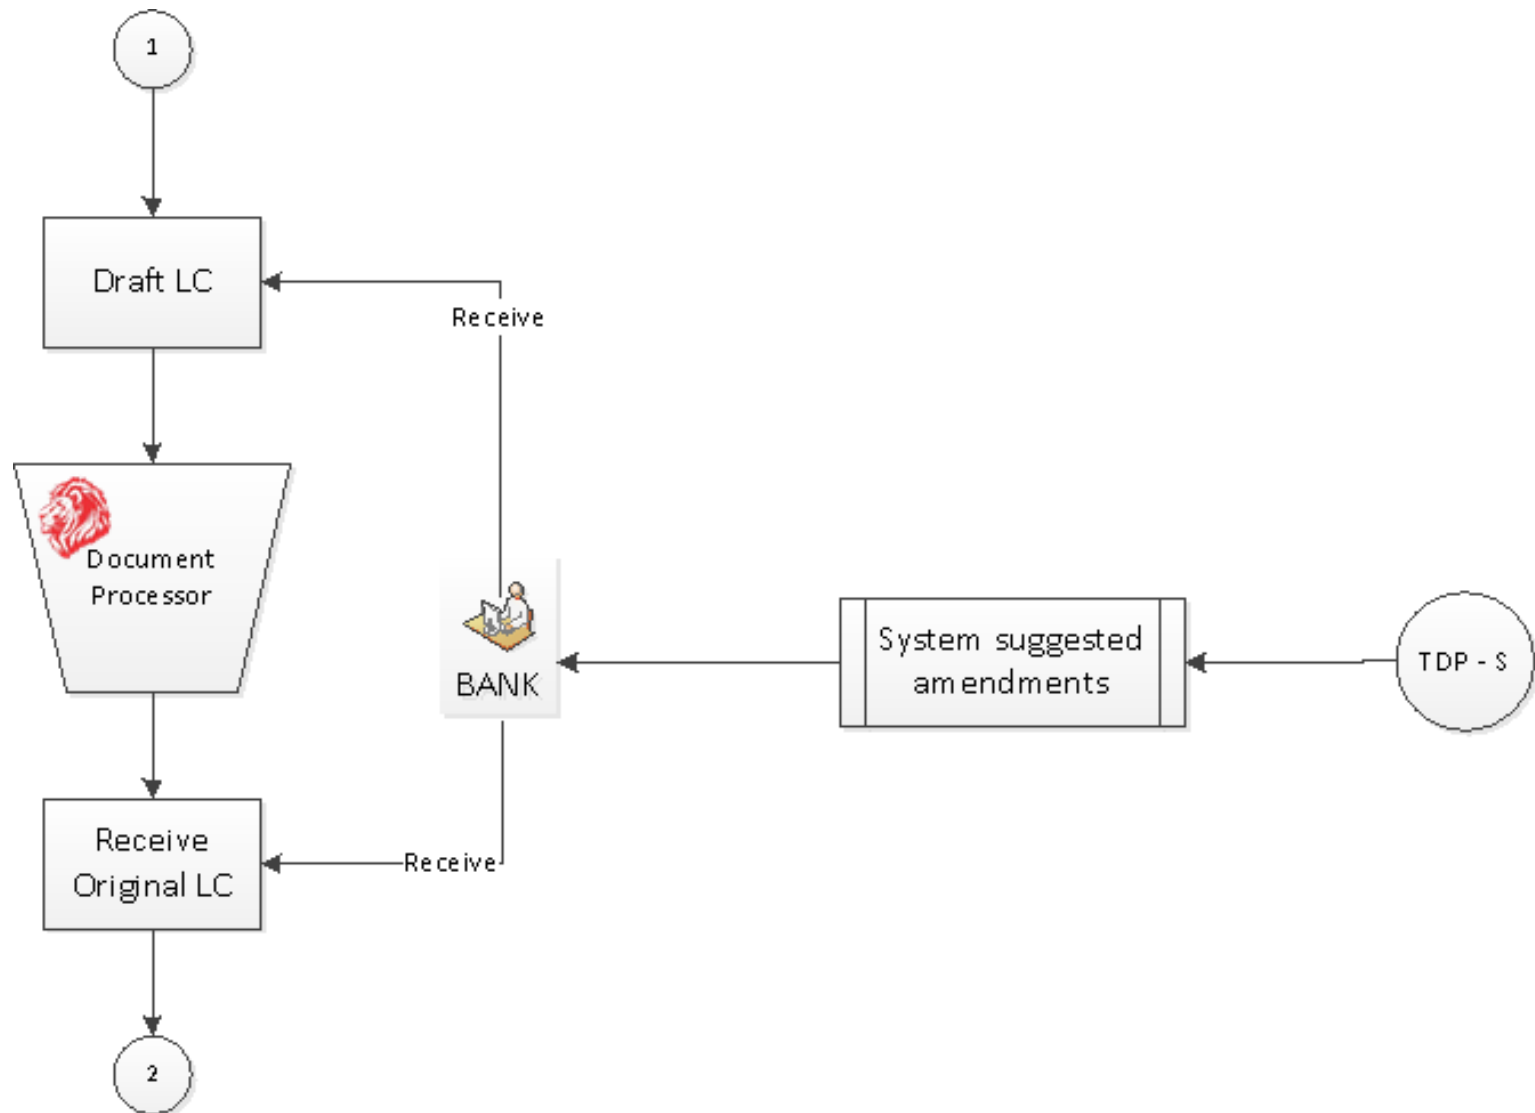 1
Draft LC
Receive
Document
Processor
BANK
System suggested
amendments
TDP - S
Receive
Original LC
Receive
2